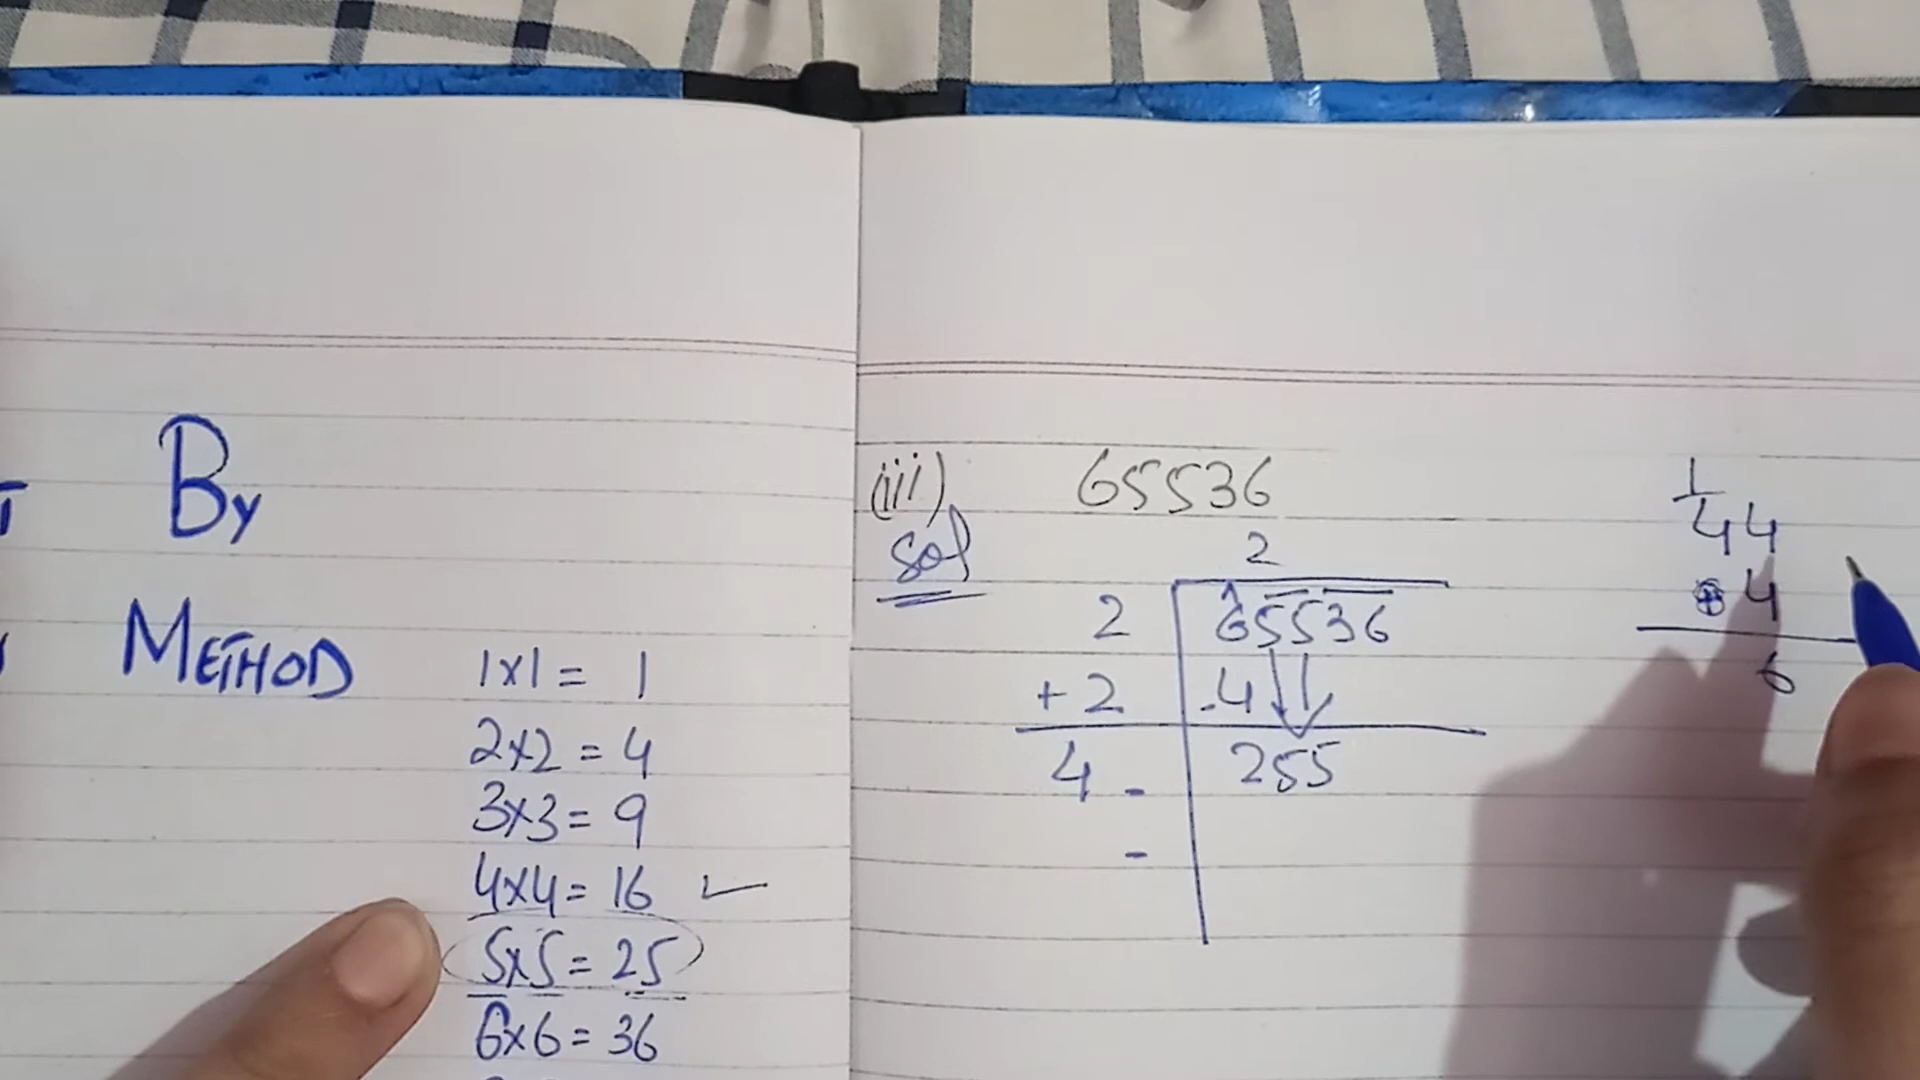 By
METHOD
1x1 = 1
2x2 = 4
3x3 = 9
4x4 = 16
5x5 = 25
6x6 = 36
(iii) 65536
Sol
2
2 65536
+ 2 - 4
4 - 255
-
1
44
4
6